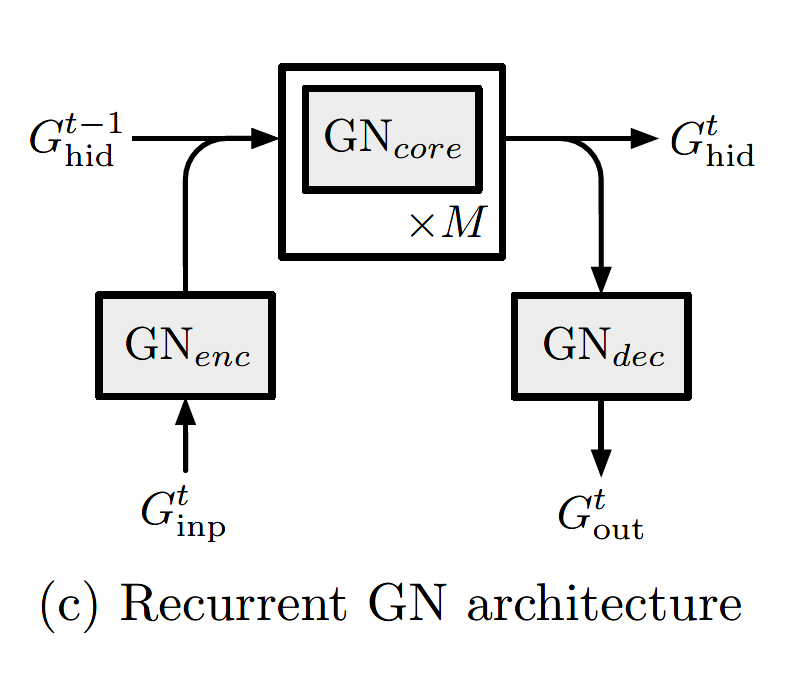 G^{t-1}_{hid}
GN_{core}
×M
G^{t}_{hid}
GN_{enc}
GN_{dec}
G^{t}_{inp}
G^{t}_{out}
(c) Recurrent GN architecture